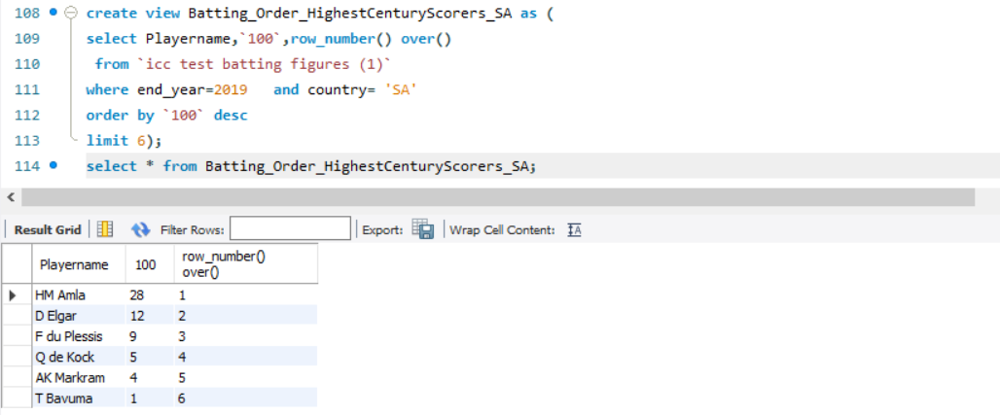 108 create view Batting_Order_HighestCenturyScorers_SA as (
109 select Playername,`100`,row_number() over()
110 from `icc test batting figures (1)`
111 where end_year=2019 and country= 'SA'
112 order by `100` desc
113 limit 6);
114 select * from Batting_Order_HighestCenturyScorers_SA;
Result Grid Filter Rows: Export: Wrap Cell Content:
Playername 100 row_number() over()
HM Amla 28 1
D Elgar 12 2
F du Plessis 9 3
Q de Kock 5 4
AK Markram 4 5
T Bavuma 1 6